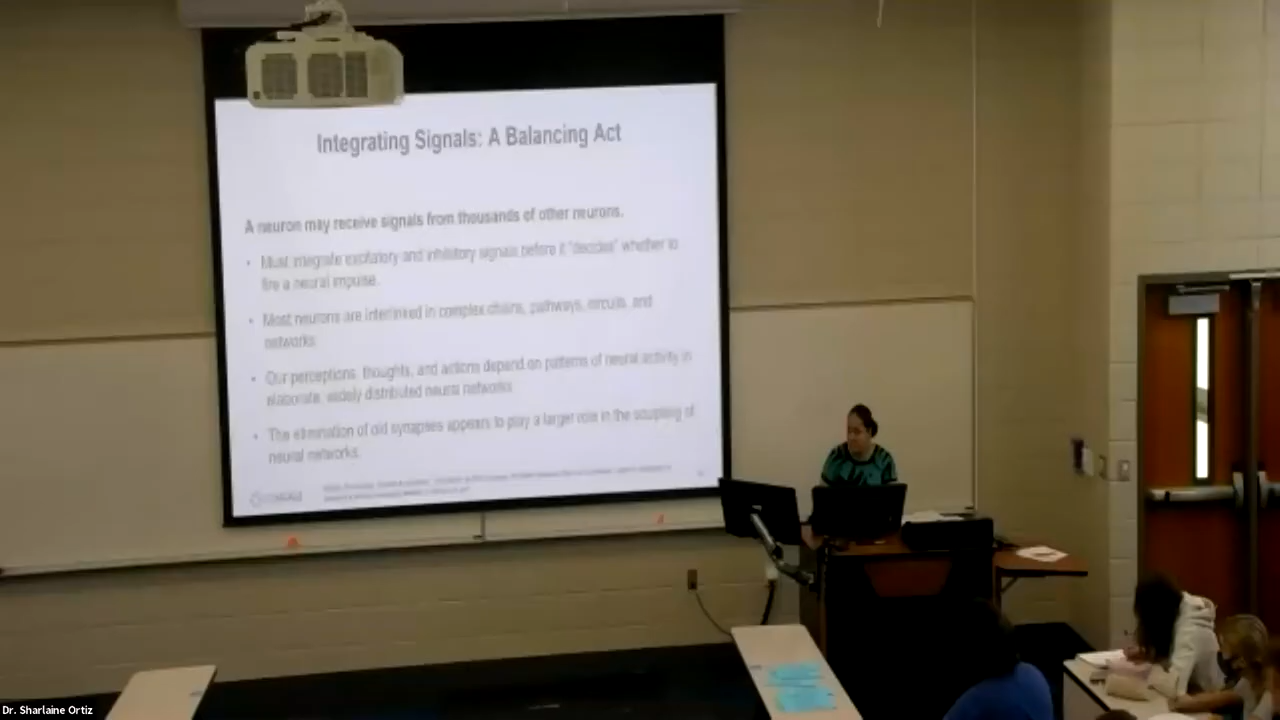 Integrating Signals: A Balancing Act
A neuron may receive signals from thousands of other neurons.
• Must integrate excitatory and inhibitory signals before it "decides" whether to
fire a neural impulse.
• Most neurons are interlinked in complex chains, pathways, circuits, and
networks.
• Our perceptions, thoughts, and actions depend on patterns of neural activity in
elaborate, widely distributed neural networks.
• The elimination of old synapses appears to play a larger role in the sculpting of
neural networks.
Dr. Sharlaine Ortiz